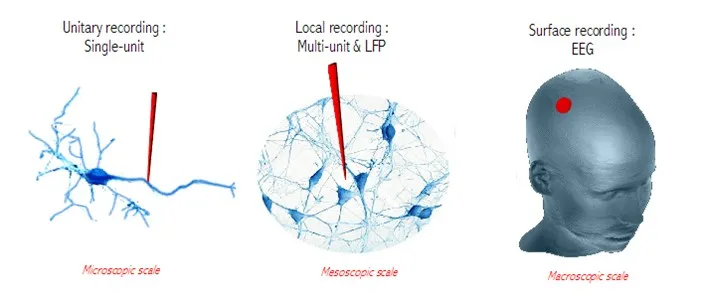 Unitary recording :
Single-unit
Local recording :
Multi-unit & LFP
Surface recording :
EEG
Microscopic scale
Mesoscopic scale
Macroscopic scale